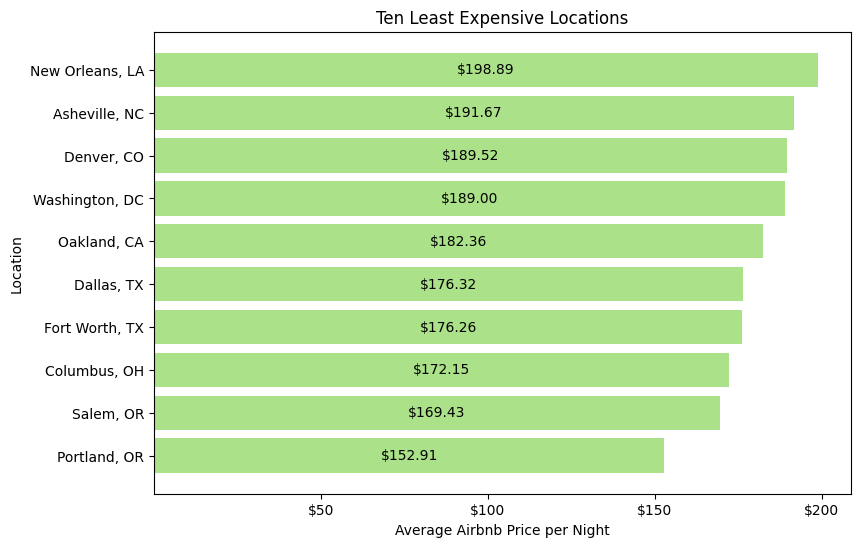 Ten Least Expensive Locations
New Orleans, LA $198.89
Asheville, NC $191.67
Denver, CO $189.52
Washington, DC $189.00
Oakland, CA $182.36
Dallas, TX $176.32
Fort Worth, TX $176.26
Columbus, OH $172.15
Salem, OR $169.43
Portland, OR $152.91
Location
$50 $100 $150 $200
Average Airbnb Price per Night